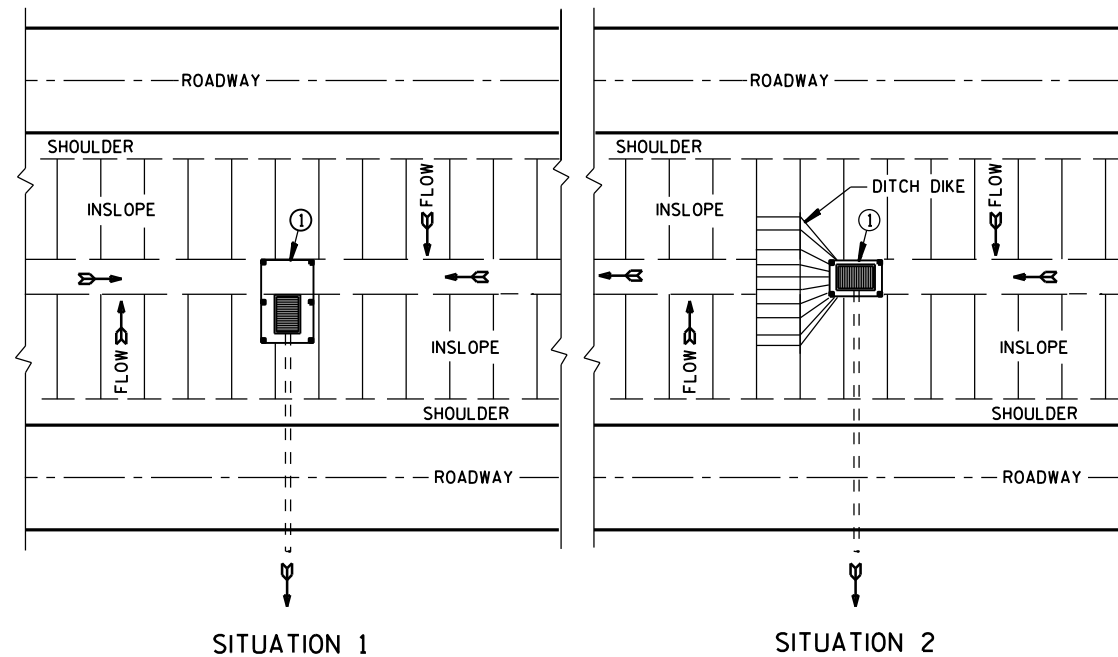 ROADWAY
SHOULDER
INSLOPE
FLOW
1
FLOW
INSLOPE
SHOULDER
ROADWAY
SITUATION 1
ROADWAY
SHOULDER
DITCH DIKE
INSLOPE
FLOW
1
FLOW
INSLOPE
SHOULDER
ROADWAY
SITUATION 2